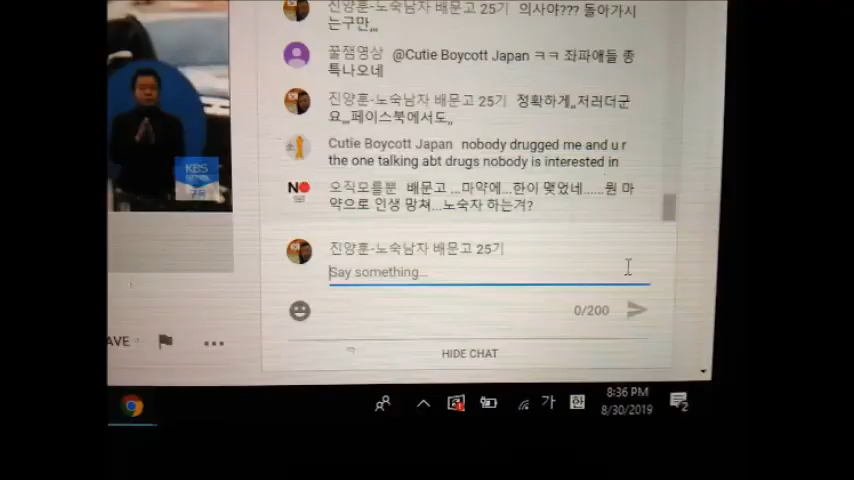 진양훈-노숙남자 배문고 25기 의사야??? 돌아가시
는구만,,,
꿀잼영상 @Cutie Boycott Japan ㅋㅋ 좌파애들 종
특나오네
진양훈-노숙남자 배문고 25기 정확하게,,저러더군
요,,,페이스북에서도,,
Cutie Boycott Japan nobody drugged me and u r
the one talking abt drugs nobody is interested in
오직모를뿐 배문고 ...마약에...한이 맺었네......뭔 마
약으로 인생 망쳐...노숙자 하는겨?
NO
KBS
구독
진양훈-노숙남자 배문고 25기
Say something...
0/200
AVE
HIDE CHAT
가 한
8:36 PM
8/30/2019
2